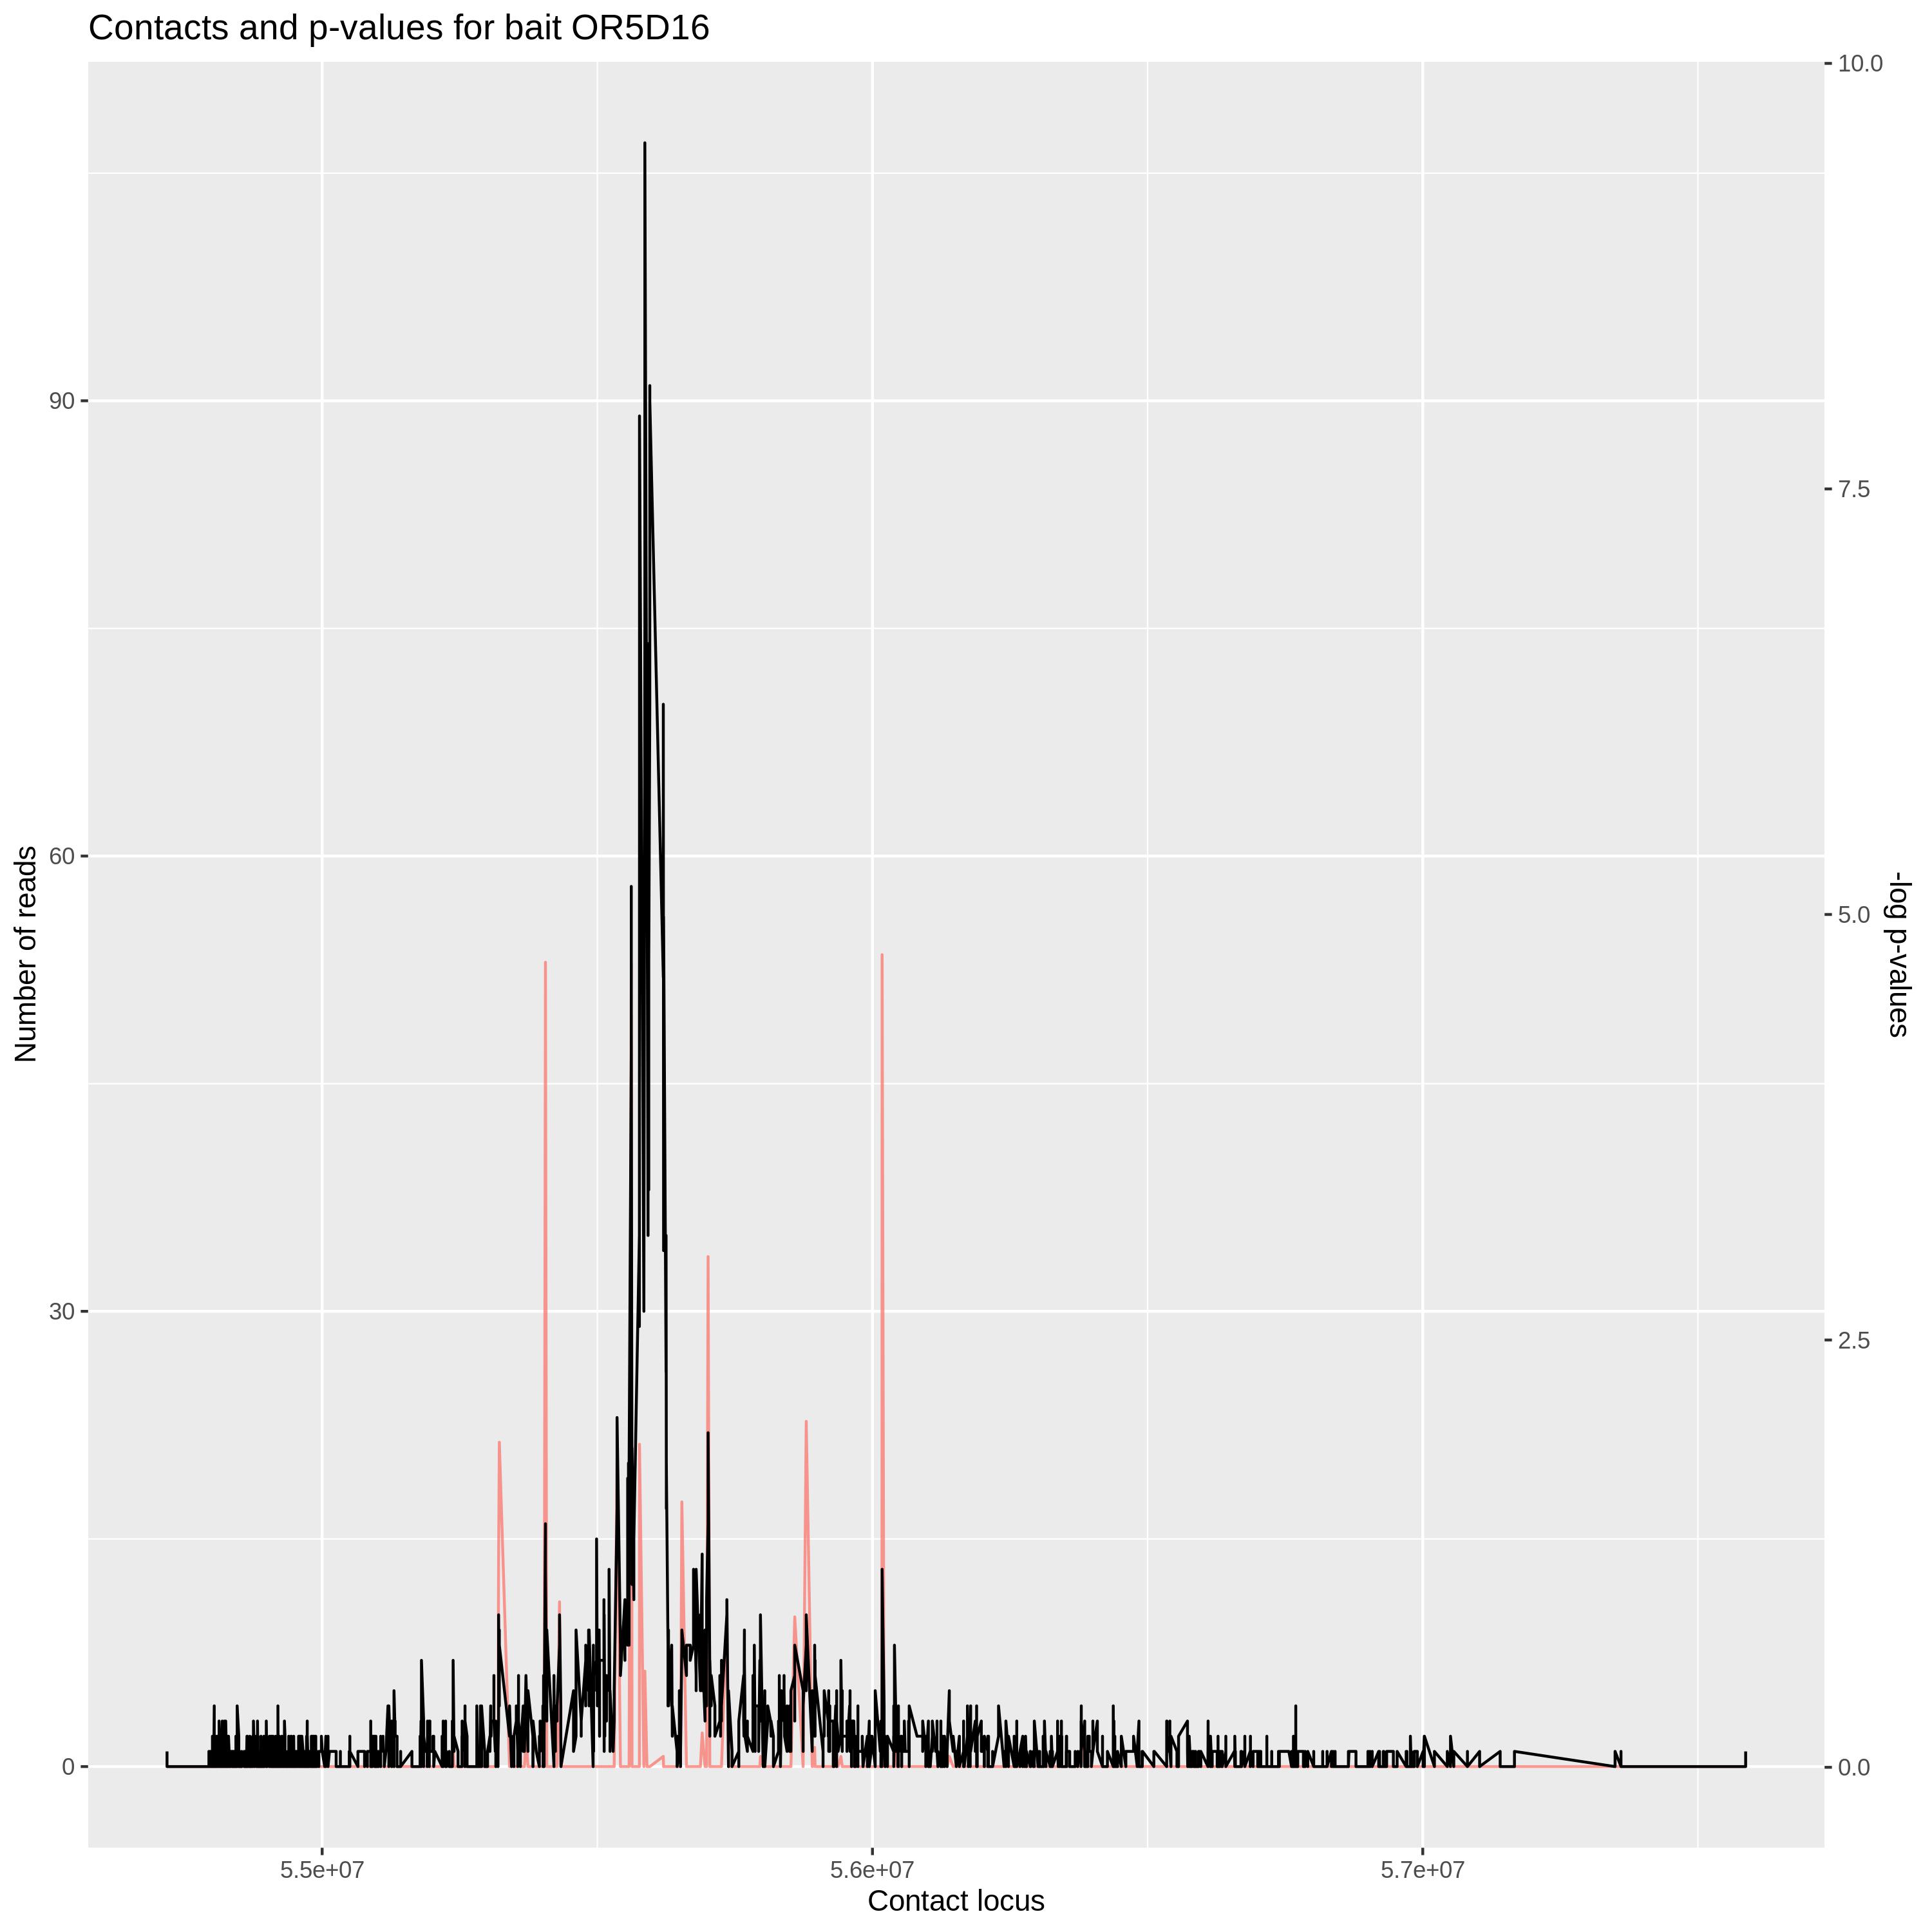 Contacts and p-values for bait OR5D16
10.0
7.5
5.0
2.5
0.0
90
60
30
0
Number of reads
-log p-values
5.5e+07
5.6e+07
5.7e+07
Contact locus